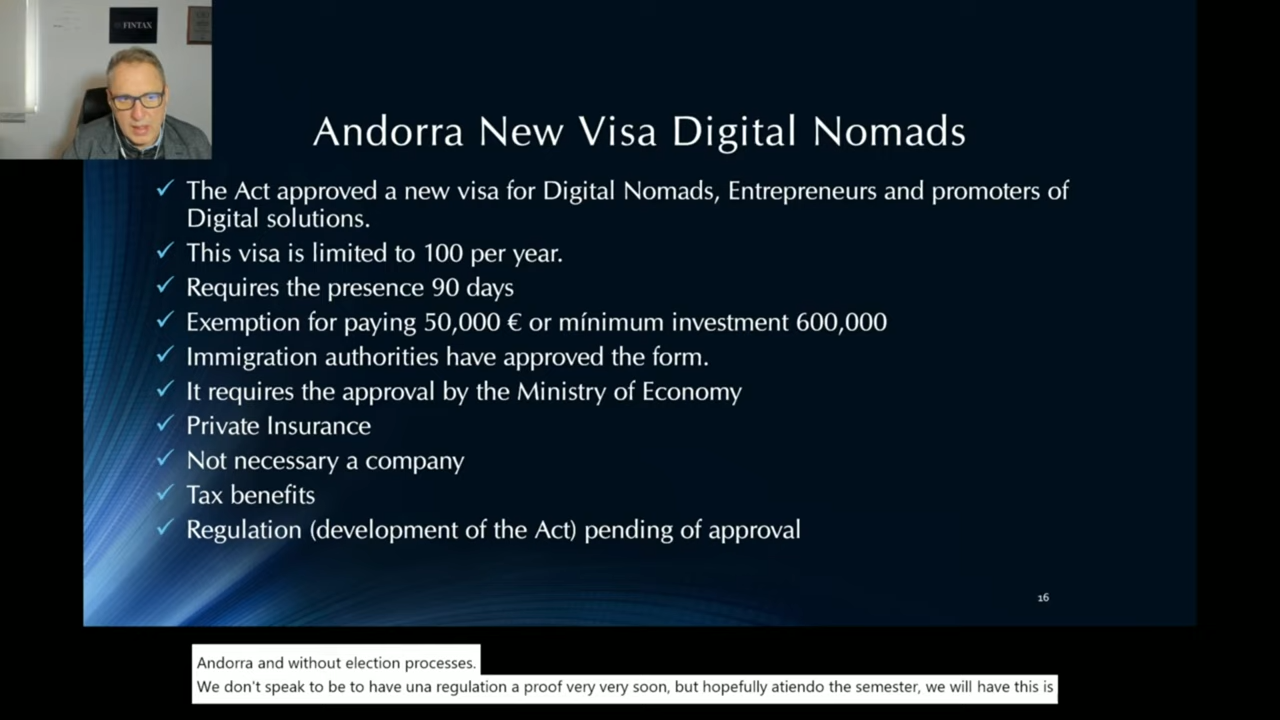 FINTAX
Andorra New Visa Digital Nomads
The Act approved a new visa for Digital Nomads, Entrepreneurs and promoters of
Digital solutions.
This visa is limited to 100 per year.
Requires the presence 90 days
Exemption for paying 50,000 € or mínimum investment 600,000
Immigration authorities have approved the form.
It requires the approval by the Ministry of Economy
Private Insurance
Not necessary a company
Tax benefits
Regulation (development of the Act) pending of approval
16
Andorra and without election processes.
We don't speak to be to have una regulation a proof very very soon, but hopefully atiendo the semester, we will have this is